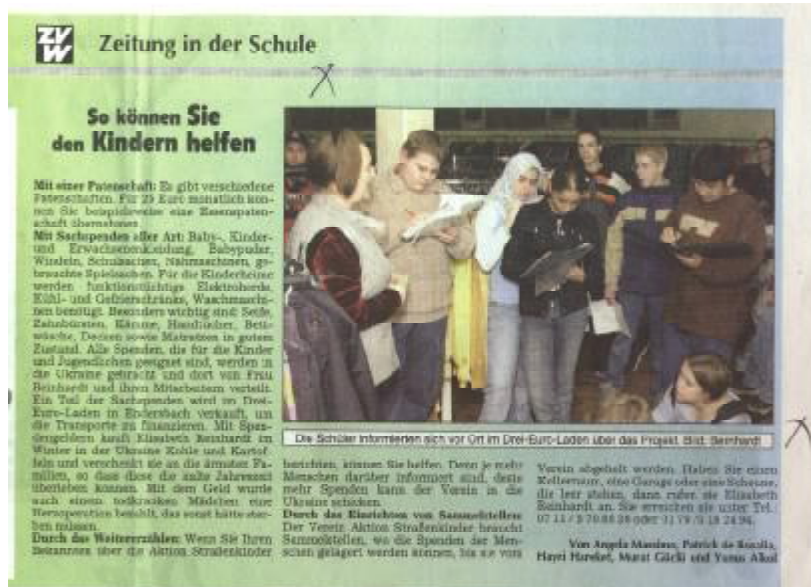 ZVW
Zeitung in der Schule
So können Sie
den Kindern helfen
Mit einer Patenschaft: Es gibt verschiedene
Patenschaften. Für 25 Euro monatlich kön-
nen Sie beispielsweise eine Essenspaten-
schaft übernehmen.
Mit Sachspenden aller Art: Baby-, Kinder-
und Erwachsenenkleidung, Babypuder,
Windeln, Schulsachen, Nähmaschinen, ge-
brauchte Spielsachen. Für die Kinderheime
werden funktionstüchtige Elektroherde,
Kühl- und Gefrierschränke, Waschmaschi-
nen benötigt. Besonders wichtig sind: Seife,
Zahnbürsten, Kämme, Handtücher, Bett-
wäsche, Decken sowie Matratzen in gutem
Zustand. Alle Spenden, die für die Kinder
und Jugendlichen geeignet sind, werden in
die Ukraine gebracht und dort von Frau
Reinhardt und ihren Mitarbeitern verteilt.
Ein Teil der Sachspenden wird im Drei-
Euro-Laden in Endersbach verkauft, um
die Transporte zu finanzieren. Mit Spen-
dengeldern kauft Elisabeth Reinhardt im
Winter in der Ukraine Kohle und Kartof-
feln und verschenkt sie an die ärmsten Fa-
milien, so dass diese die kalte Jahreszeit
überleben können. Mit dem Geld wurde
auch einem todkranken Mädchen eine
Herzoperation bezahlt, das sonst hätte ster-
ben müssen.
Durch das Weitererzählen: Wenn Sie Ihren
Bekannten über die Aktion Straßenkinder
Die Schüler informierten sich vor Ort im Drei-Euro-Laden über das Projekt. Bild: Bernhardt
berichten, können Sie helfen. Denn je mehr
Menschen darüber informiert sind, desto
mehr Spenden kann der Verein in die
Ukraine schicken.
Durch das Einrichten von Sammelstellen:
Der Verein Aktion Straßenkinder braucht
Sammelstellen, wo die Spenden der Men-
schen gelagert werden können, bis sie vom
Verein abgeholt werden. Haben Sie einen
Kellerraum, eine Garage oder eine Scheune,
die leer stehen, dann rufen sie Elisabeth
Reinhardt an. Sie erreichen sie unter Tel.
Von Angela Massimo, Patrick de Rosalia,
Hayri Hareket, Murat Güclü und Yunus Akol